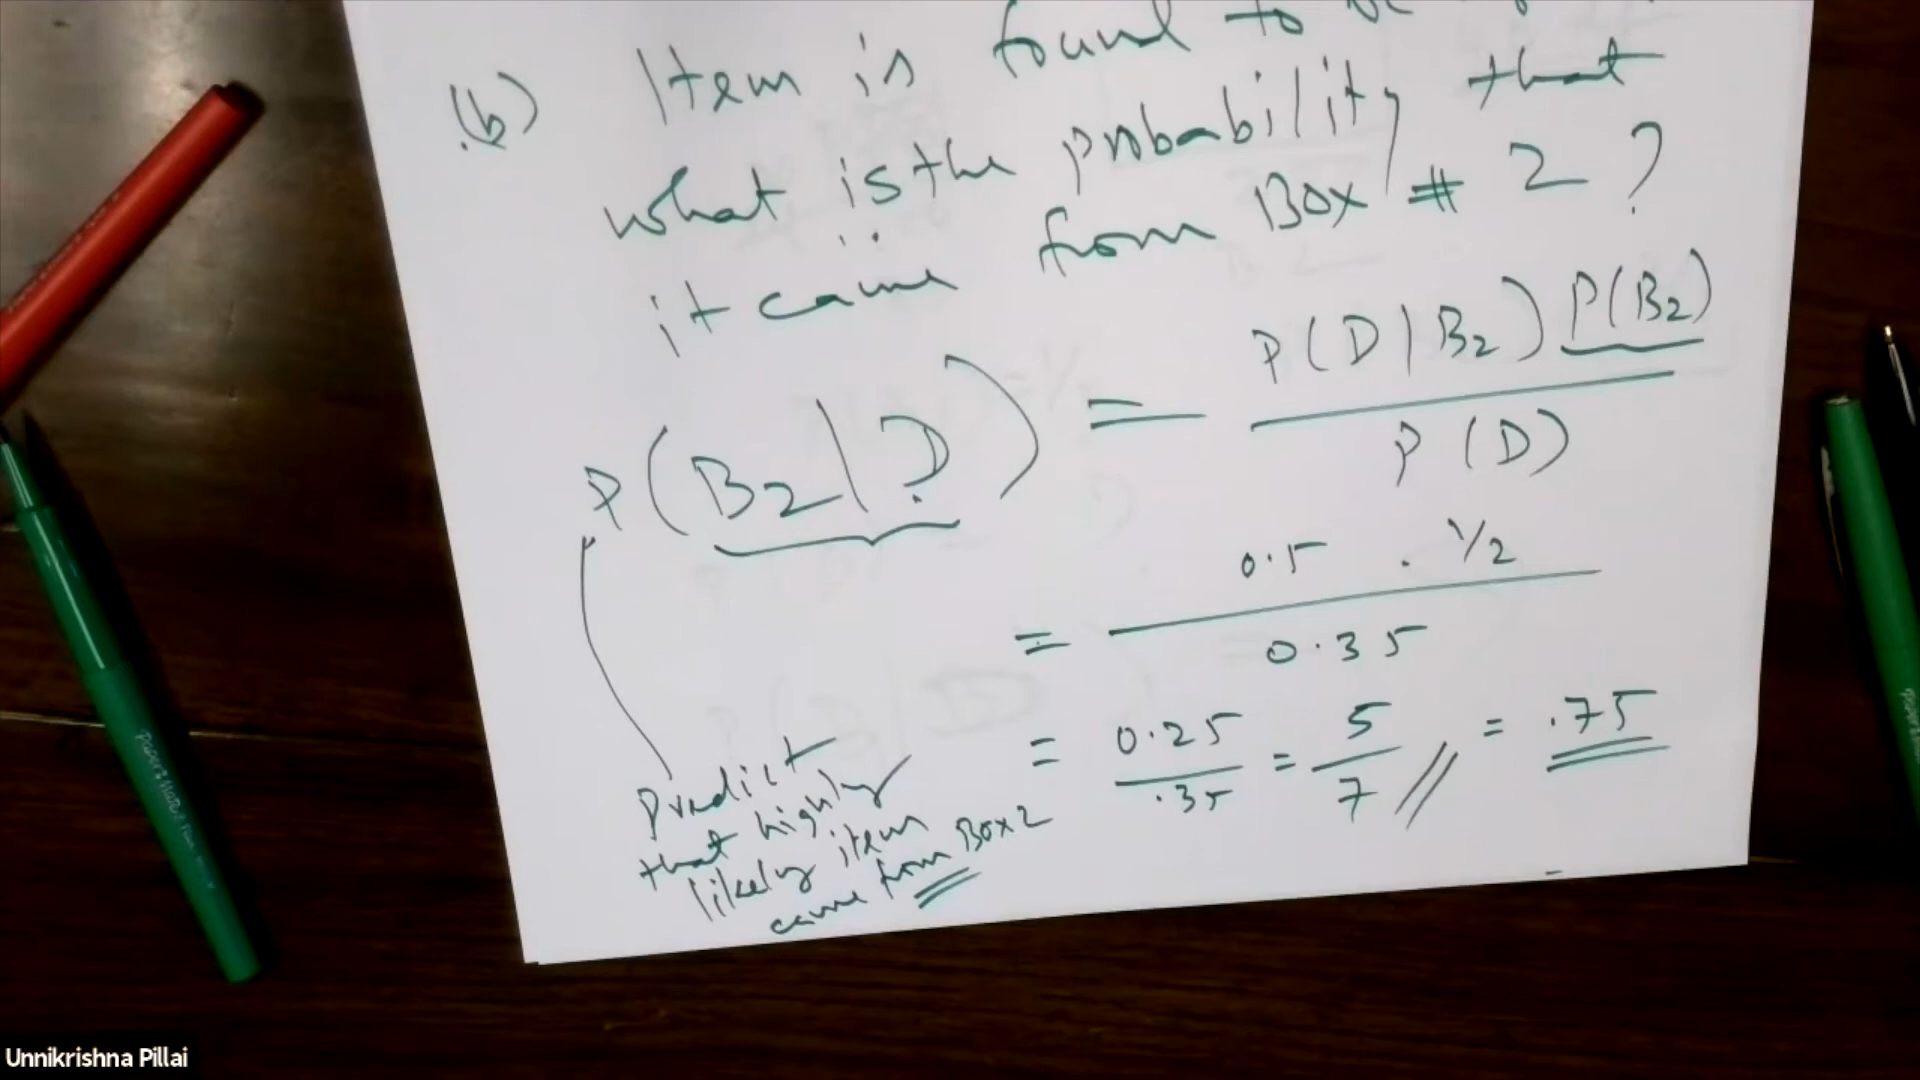 (b) Item is found to
what is the probability that
it came from Box # 2 ?
P(B2|D) = P(D|B2) P(B2)
P(D)
= 0.5 . 1/2
0.35
= 0.25 / .35 = 5 / 7 = .75
Predict
that highly
likely item
came from Box 2
Unnikrishna Pillai